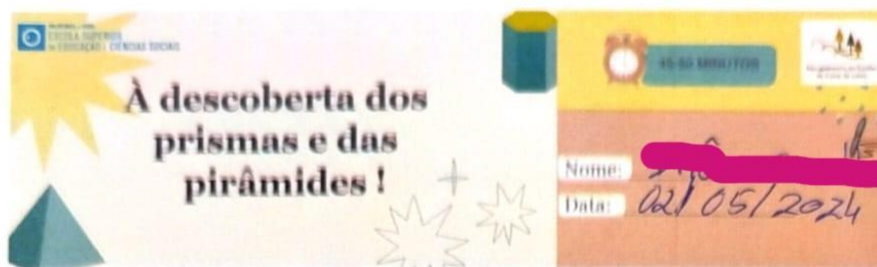 ESCOLA SUPERIOR
DE EDUCAÇÃO E CIÊNCIAS SOCIAIS
À descoberta dos
prismas e das
pirâmides !
45-50 MINUTOS
Nome:
Data: 02/05/2024